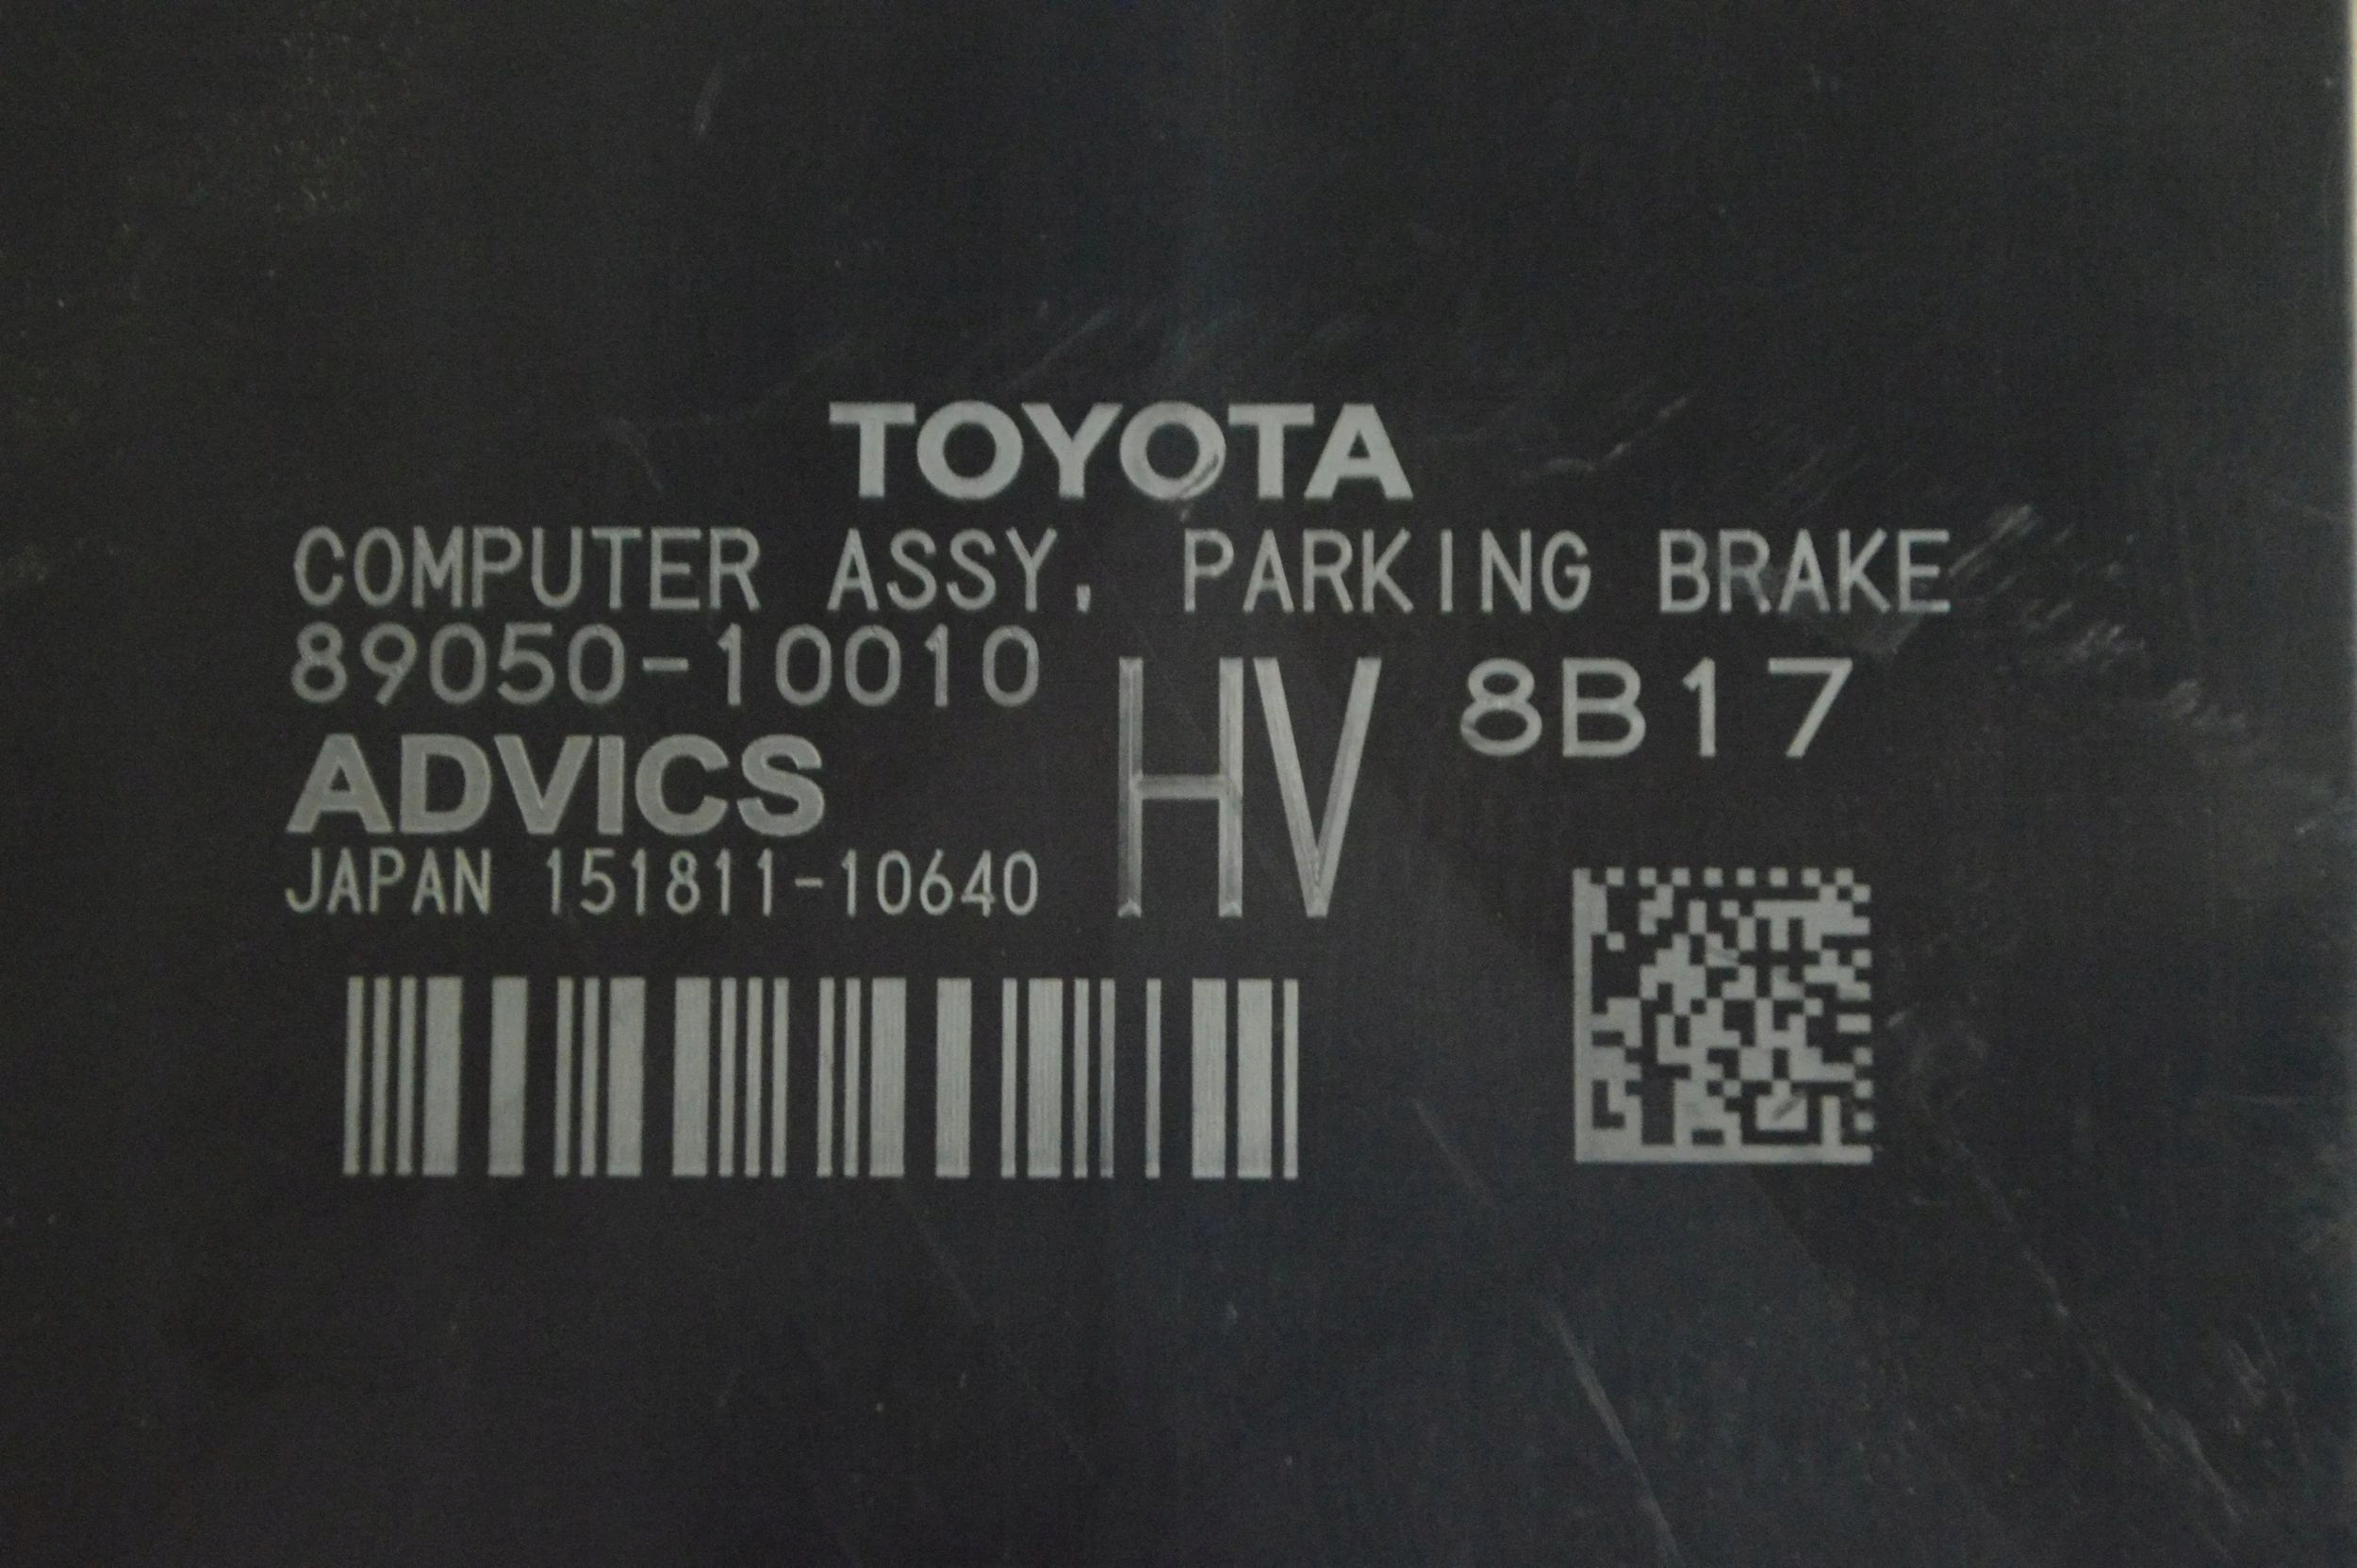 TOYOTA
COMPUTER ASSY, PARKING BRAKE
89050-10010
HV
8B17
ADVICS
JAPAN 151811-10640